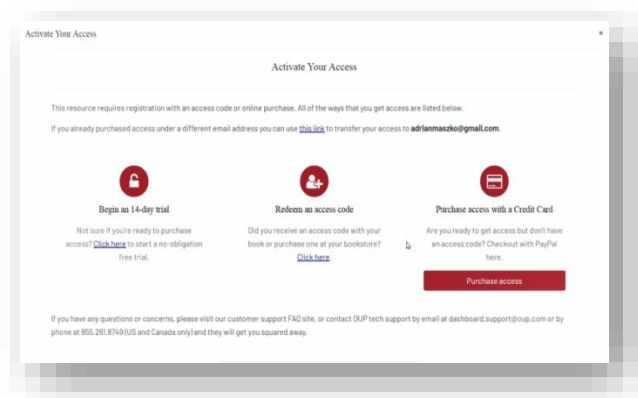 Activate Your Access
×
Activate Your Access
This resource requires registration with an access code or online purchase. All of the ways that you get access are listed below.
If you already purchased access under a different email address you can use this link to transfer your access to adrianmaszko@gmail.com.
Begin an 14-day trial
Not sure if you're ready to purchase
access? Click here to start a no-obligation
free trial.
Redeem an access code
Did you receive an access code with your
book or purchase one at your bookstore?
Click here.
Purchase access with a Credit Card
Are you ready to get access but don't have
an access code? Checkout with PayPal
here.
Purchase access
If you have any questions or concerns, please visit our customer support FAQ site, or contact OUP tech support by email at dashboard.support@oup.com or by
phone at 855.281.8749 (US and Canada only) and they will get you squared away.